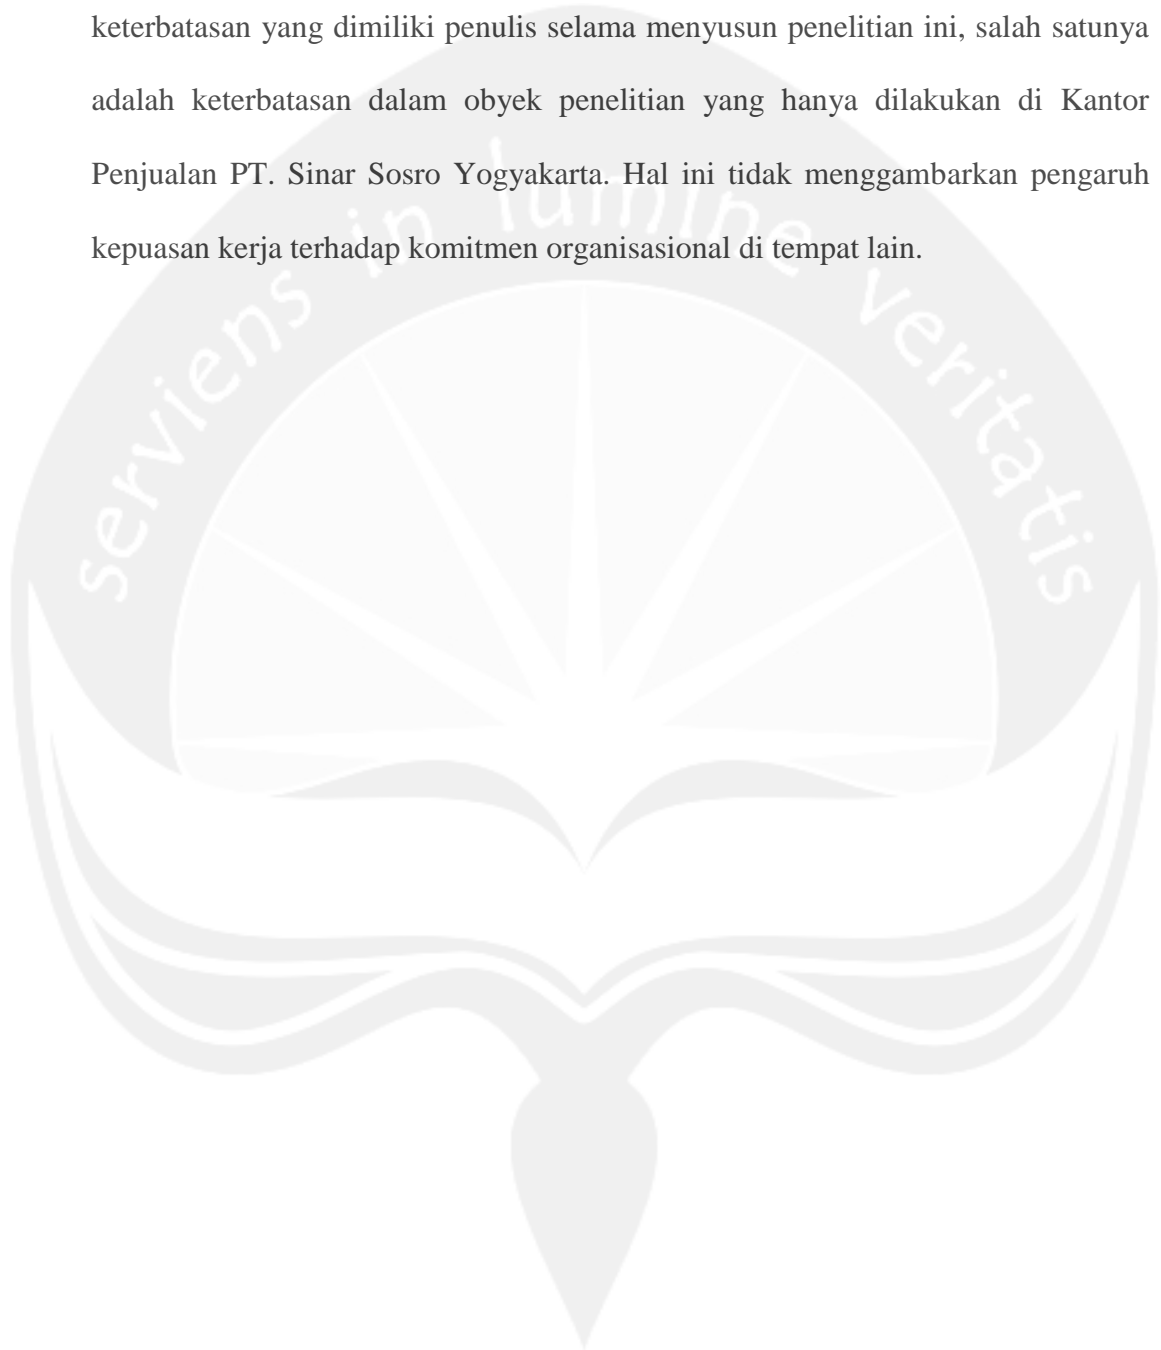 keterbatasan yang dimiliki penulis selama menyusun penelitian ini, salah satunya
adalah keterbatasan dalam obyek penelitian yang hanya dilakukan di Kantor
Penjualan PT. Sinar Sosro Yogyakarta. Hal ini tidak menggambarkan pengaruh
kepuasan kerja terhadap komitmen organisasional di tempat lain.
serviens in lumine veritatis